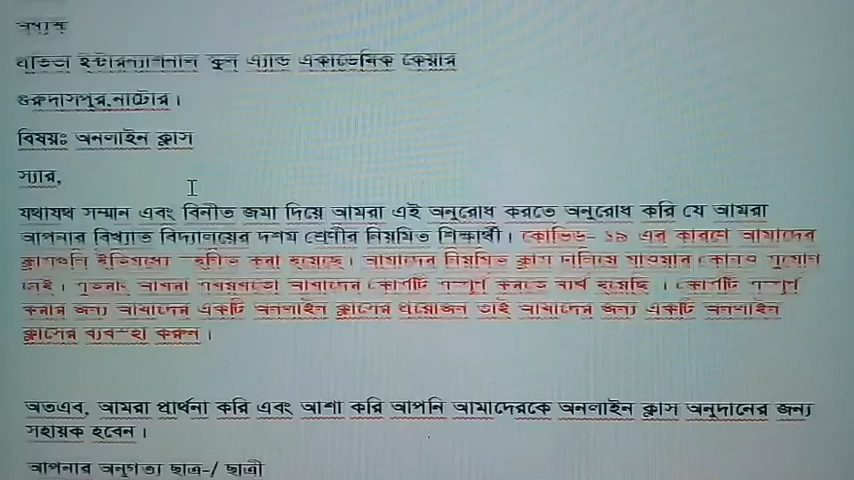 অধ্যক্ষ
ইন্টারন্যাশনাল স্কুল এ্যান্ড একাডেমিক কেয়ার
গুরুদাসপুর,নাটোর।
বিষয়ঃ অনলাইন ক্লাস
স্যার,
যথাযথ সম্মান এবং বিনীত জমা দিয়ে আমরা এই অনুরোধ করতে অনুরোধ করি যে আমরা
আপনার বিখ্যাত বিদ্যালয়ের দশম শ্রেণীর নিয়মিত শিক্ষার্থী। কোভিড- ১৯ এর কারণে আমাদের
ক্লাসগুলি ইতিমধ্যে স্থগিত করা হয়েছে। আমাদের নিয়মিত ক্লাস চালিয়ে যাওয়ার কোনও সুযোগ
নেই। সুতরাং আমরা সময়মতো আমাদের কোর্সটি সম্পূর্ণ করতে ব্যর্থ হয়েছি । কোর্সটি সম্পূর্ণ
করার জন্য আমাদের একটি অনলাইন ক্লাসের প্রয়োজন তাই আমাদের জন্য একটি অনলাইন
ক্লাসের ব্যবস্থা করুন।
অতএব, আমরা প্রার্থনা করি এবং আশা করি আপনি আমাদেরকে অনলাইন ক্লাস অনুদানের জন্য
সহায়ক হবেন।
আপনার অনুগত্য ছাত্র-/ ছাত্রী